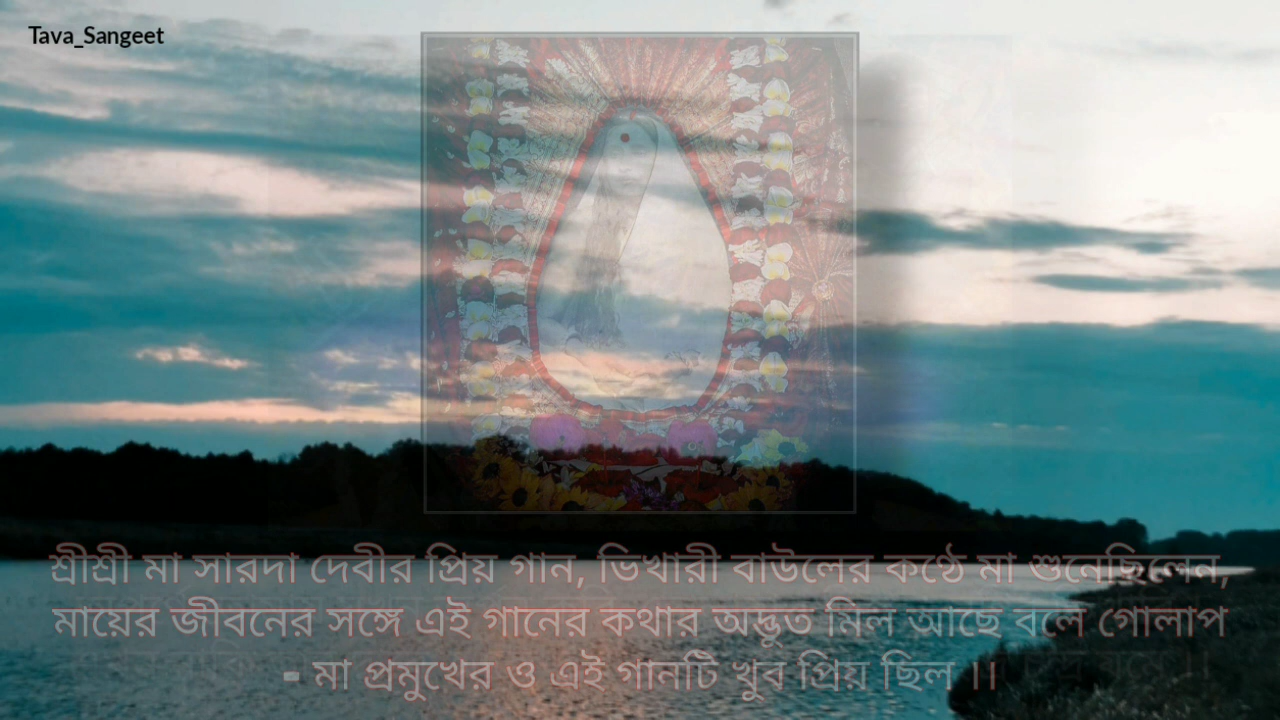 Tava_Sangeet
শ্রীশ্রী মা সারদা দেবীর প্রিয় গান, ভিখারী বাউলের কণ্ঠে মা শুনেছিলেন,
মায়ের জীবনের সঙ্গে এই গানের কথার অদ্ভুত মিল আছে বলে গোলাপ
- মা প্রমুখের ও এই গানটি খুব প্রিয় ছিল ।।